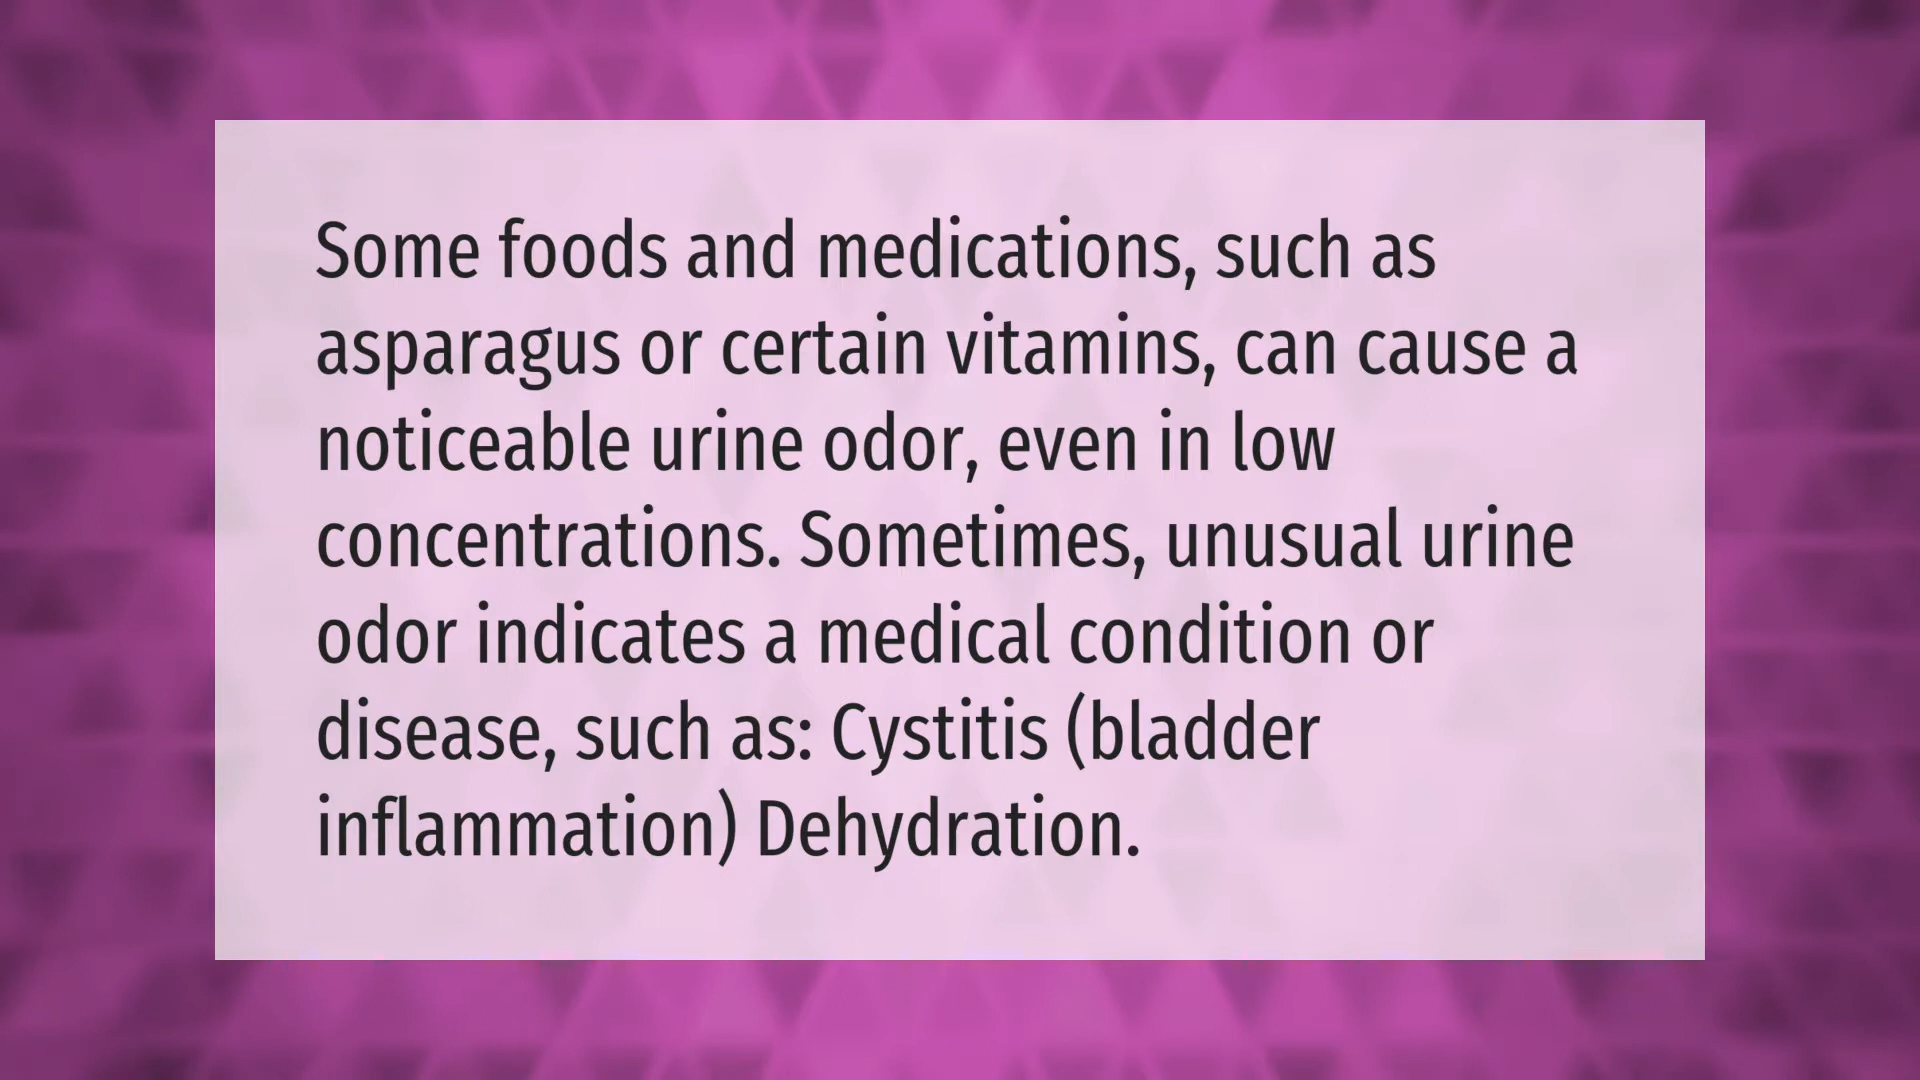 Some foods and medications, such as
asparagus or certain vitamins, can cause a
noticeable urine odor, even in low
concentrations. Sometimes, unusual urine
odor indicates a medical condition or
disease, such as: Cystitis (bladder
inflammation) Dehydration.